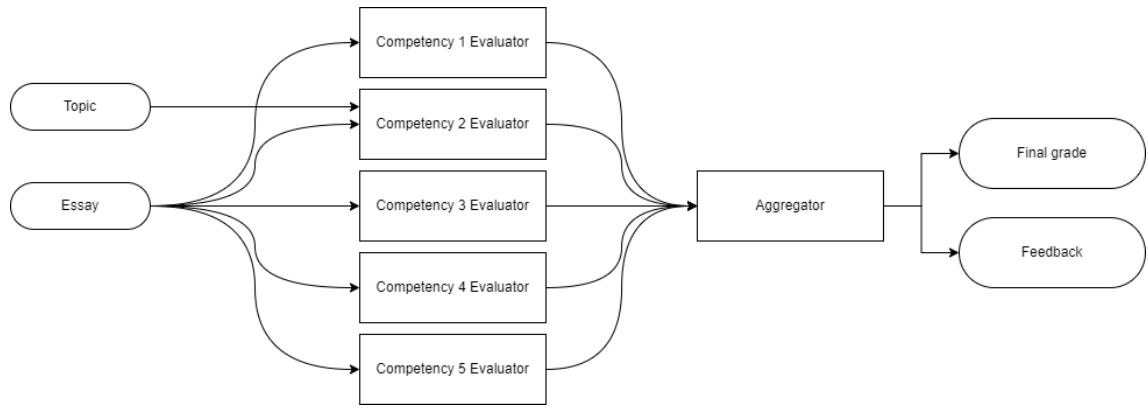 Competency 1 Evaluator
Topic
Competency 2 Evaluator
Essay
Competency 3 Evaluator
Competency 4 Evaluator
Competency 5 Evaluator
Aggregator
Final grade
Feedback